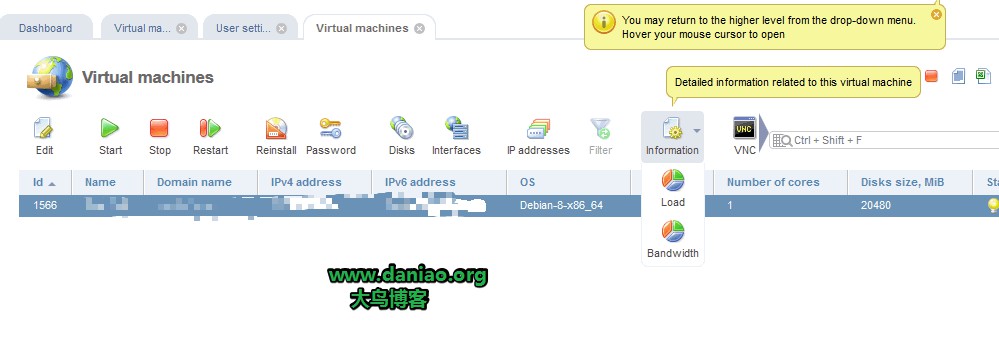 You may return to the higher level from the drop-down menu.
Hover your mouse cursor to open
Dashboard
Virtual ma...
User setti...
Virtual machines
Virtual machines
Detailed information related to this virtual machine
Edit
Start
Stop
Restart
Reinstall
Password
Disks
Interfaces
IP addresses
Filter
Information
VNC
VNC
Ctrl + Shift + F
Load
Bandwidth
Id
Name
Domain name
IPv4 address
IPv6 address
OS
Number of cores
Disks size, MiB
Sta
1566
Debian-8-x86_64
1
20480
www.daniao.org
大鸟博客